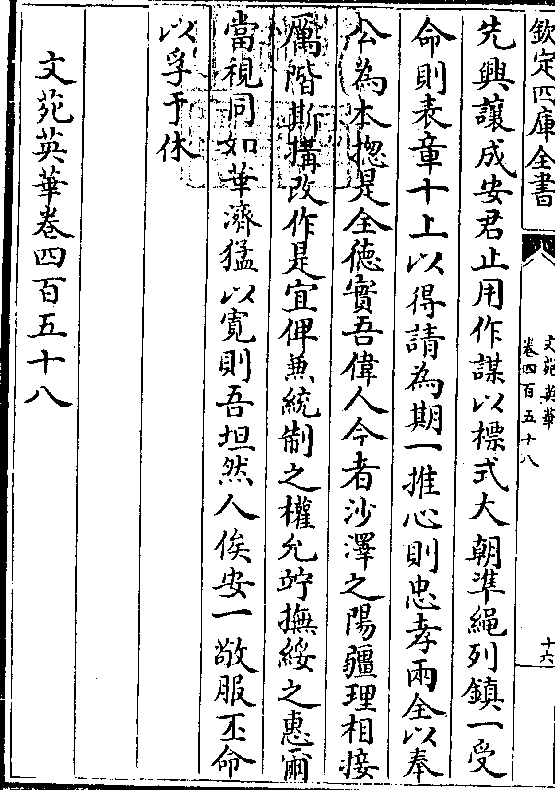 欽定四庫全書
文苑英華
卷四百五十八
十六
先興讓成安君止用作謀以標式大朝準繩列鎮一受
命則表章十上以得請為期一推心則忠孝兩全以奉
公為本揔是全徳實吾偉人今者沙澤之陽疆理相接
厲階斯搆改作是宜俾兼統制之權允竚撫綏之惠爾
當視同如華濟猛以寛則吾坦然人俟安一敬服丕命
以孚于休
文苑英華卷四百五十八